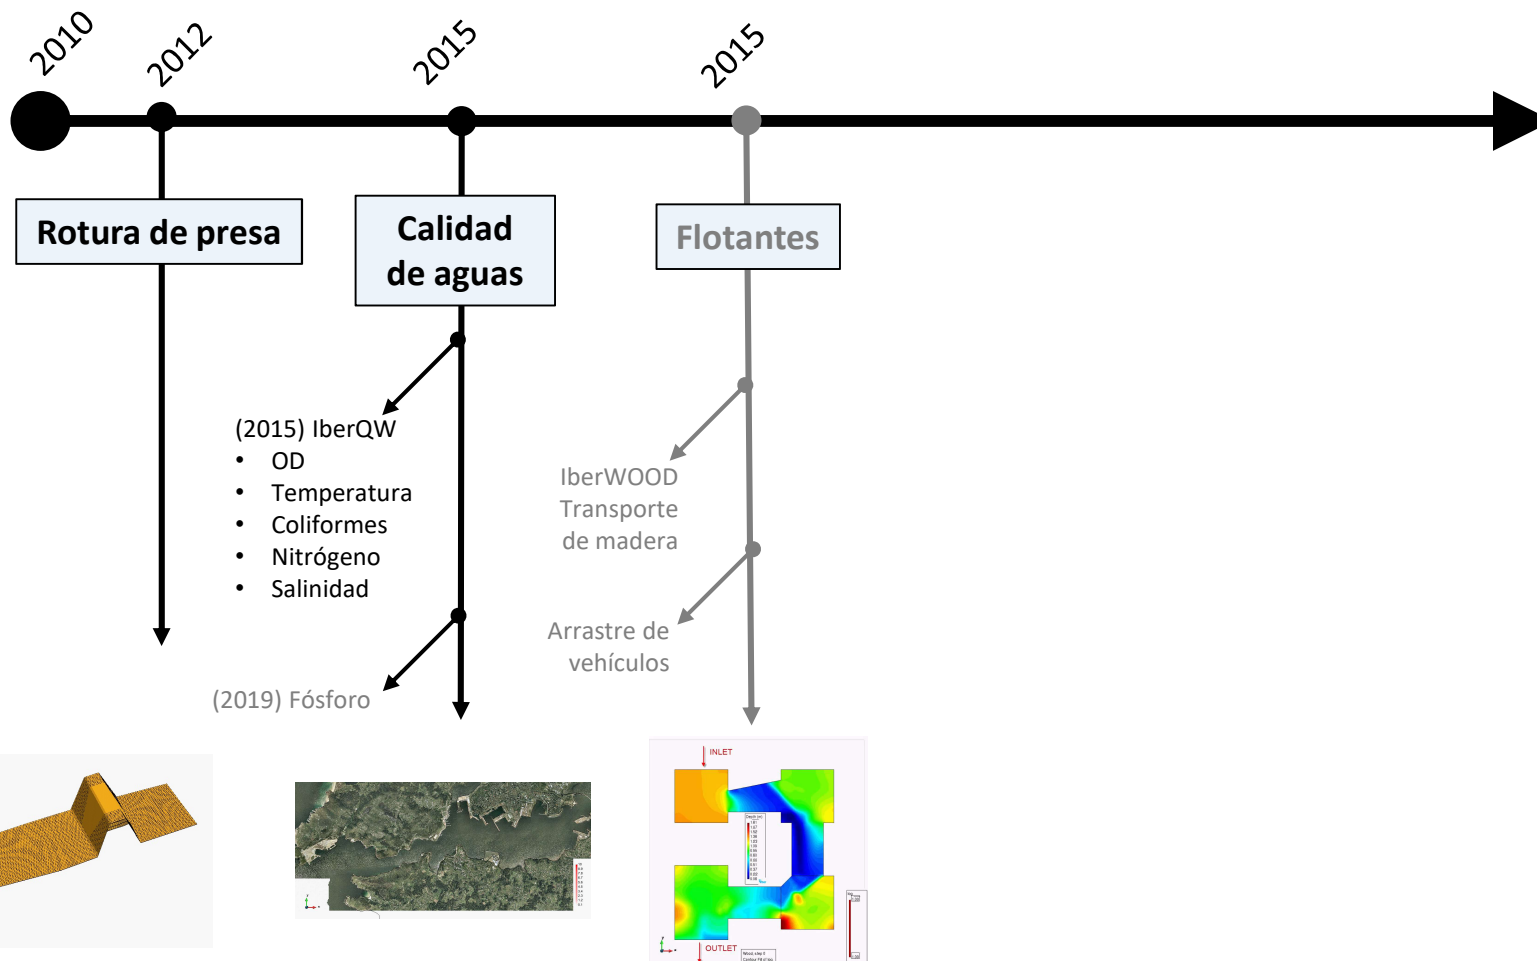 2010
2012
2015
2015
Rotura de presa
Calidad
de aguas
Flotantes
(2015) IberQW
• OD
• Temperatura
• Coliformes
• Nitrógeno
• Salinidad
(2019) Fósforo
IberWOOD
Transporte
de madera
Arrastre de
vehículos
INLET
OUTLET